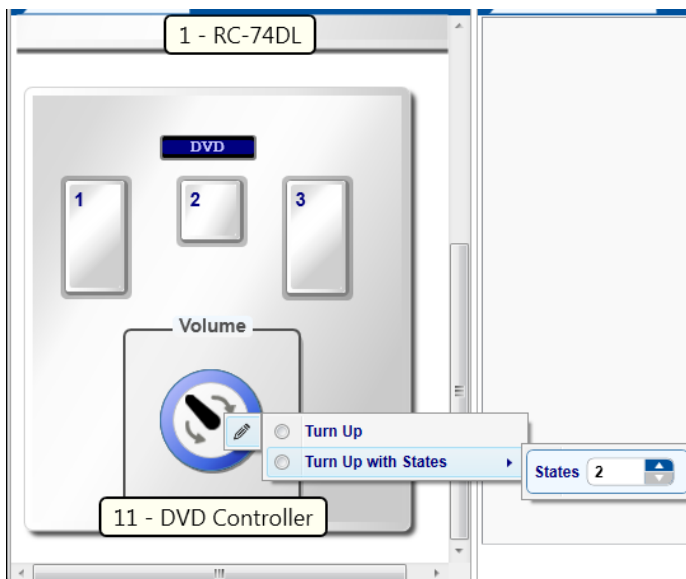 1 - RC-74DL
DVD
1
2
3
Volume
Turn Up
Turn Up with States
States 2
11 - DVD Controller